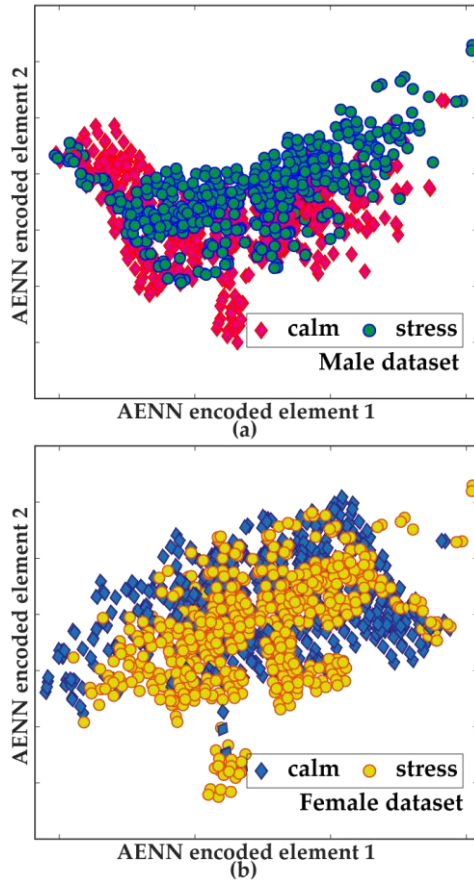 AENN encoded element 2
calm stress
Male dataset
AENN encoded element 1
(a)
AENN encoded element 2
calm stress
Female dataset
AENN encoded element 1
(b)